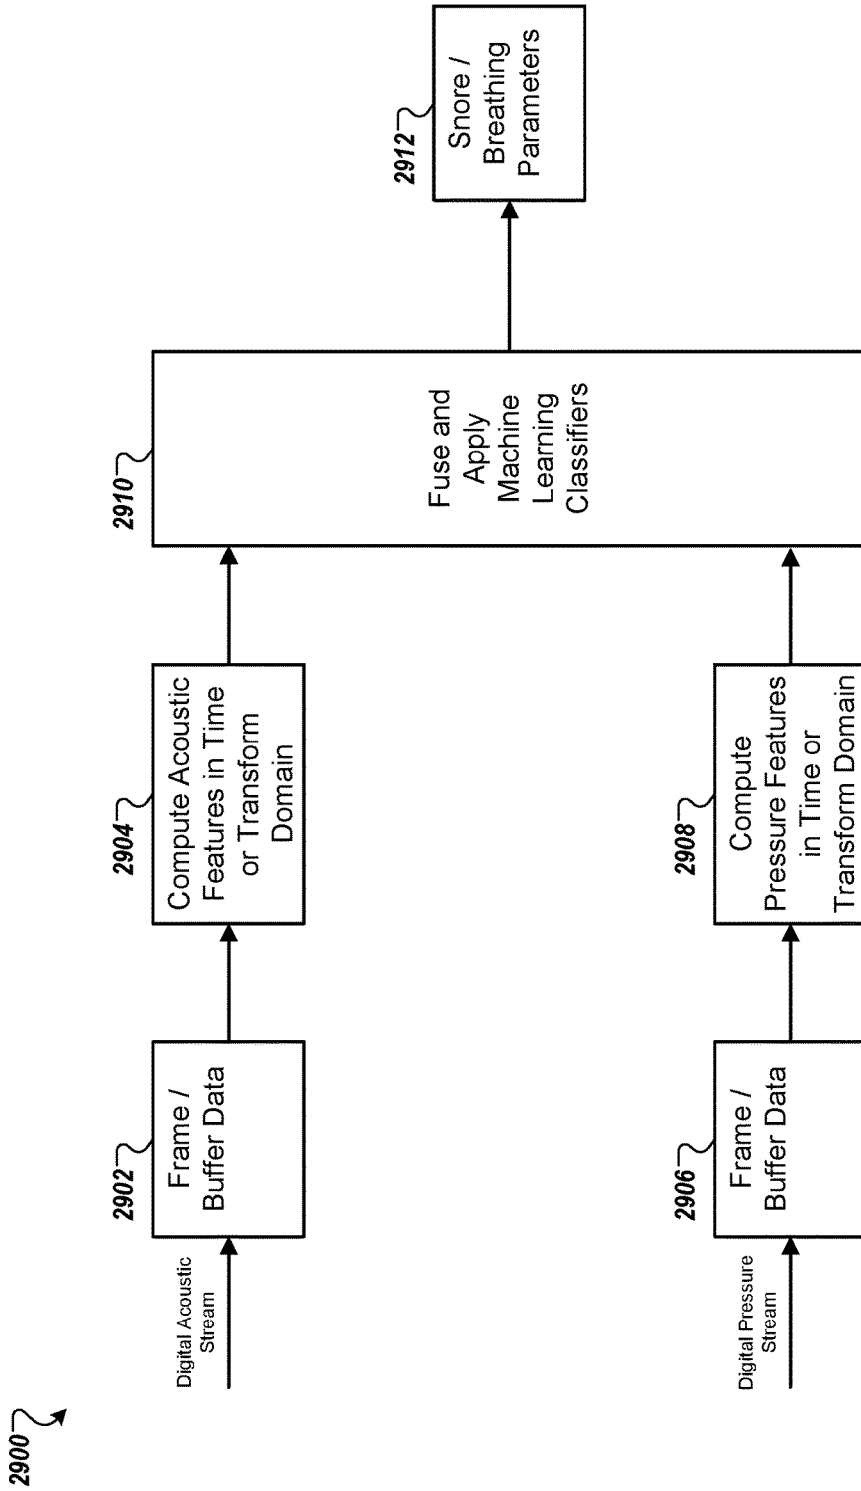 2900
Digital Acoustic
Stream
2902
Frame /
Buffer Data
2904
Compute Acoustic
Features in Time
or Transform
Domain
Digital Pressure
Stream
2906
Frame /
Buffer Data
2908
Compute
Pressure Features
in Time or
Transform Domain
2910
Fuse and
Apply
Machine
Learning
Classifiers
2912
Snore /
Breathing
Parameters